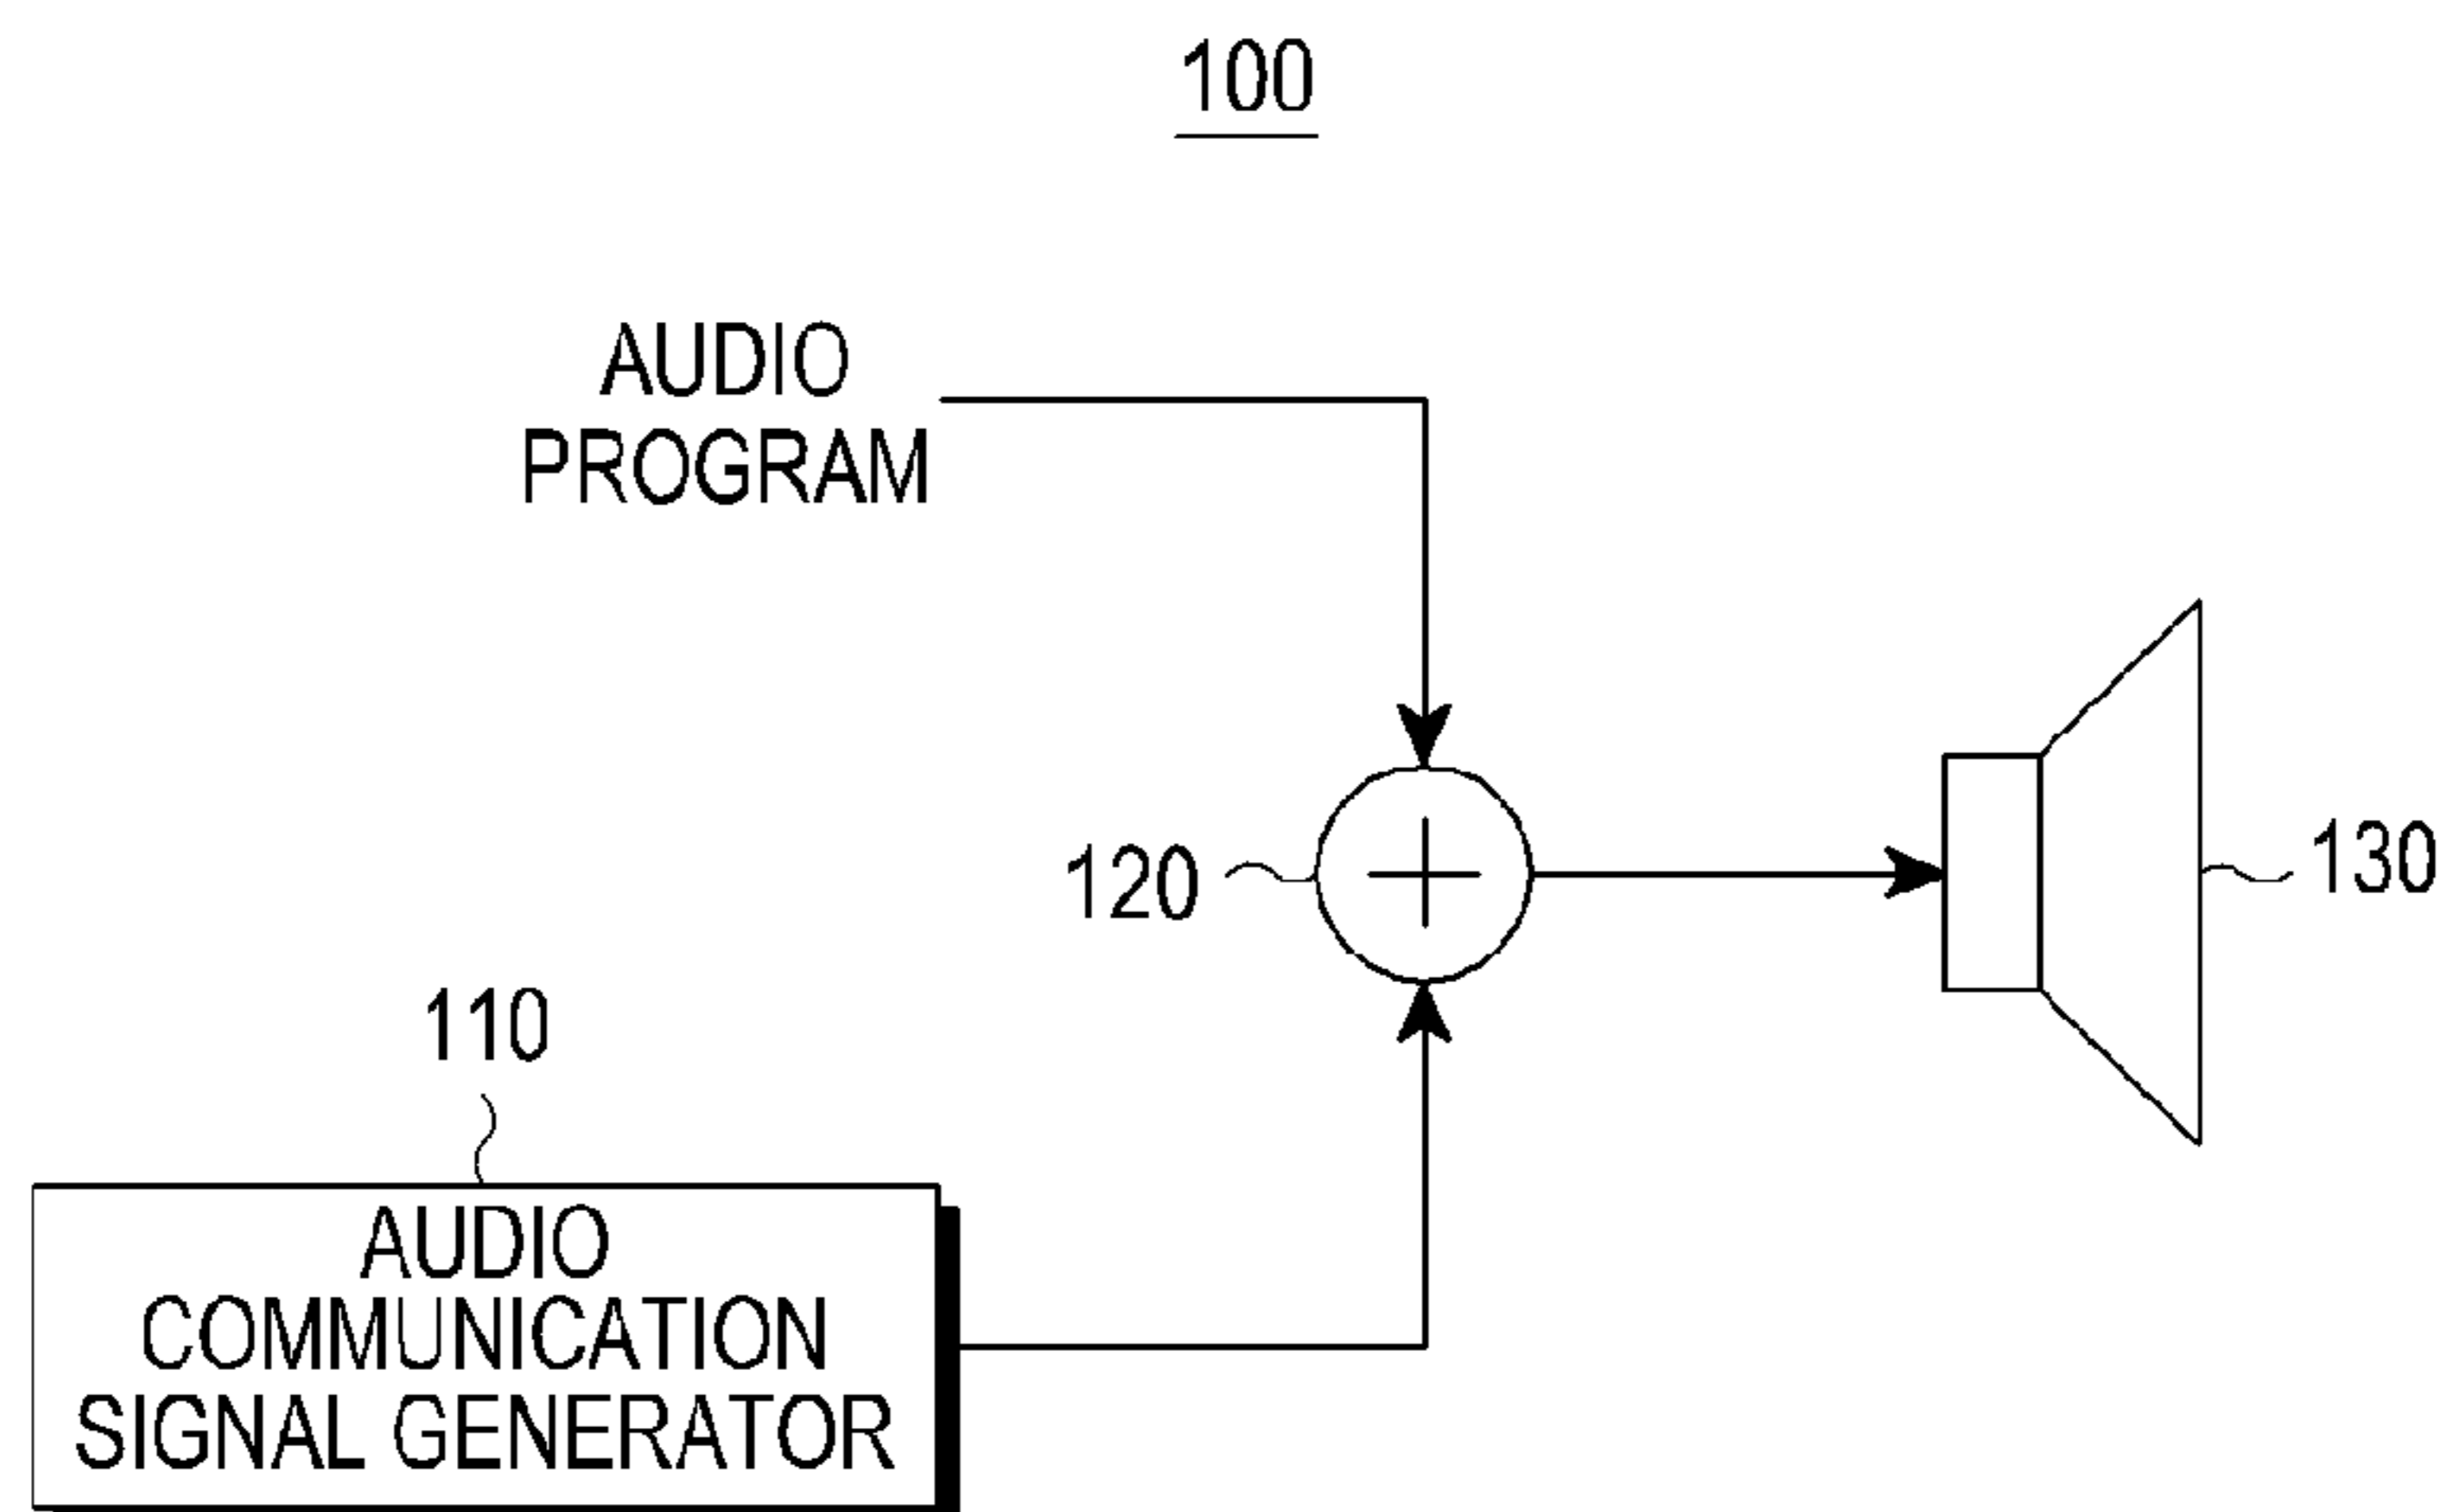 100
AUDIO
PROGRAM
120
130
110
AUDIO
COMMUNICATION
SIGNAL GENERATOR